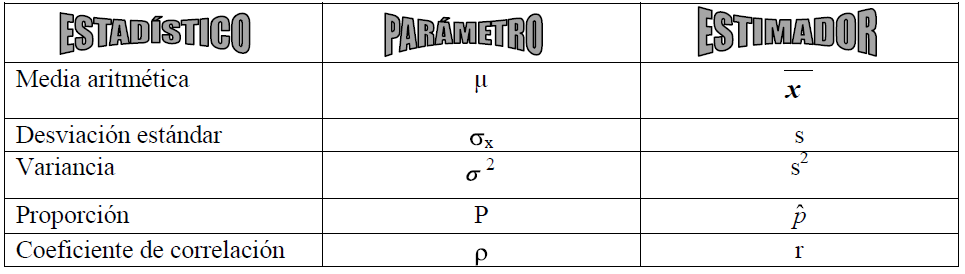 ESTADÍSTICO PARÁMETRO ESTIMADOR
Media aritmética μ x̄
Desviación estándar σₓ s
Variancia σ² s²
Proporción P p̂
Coeficiente de correlación ρ r